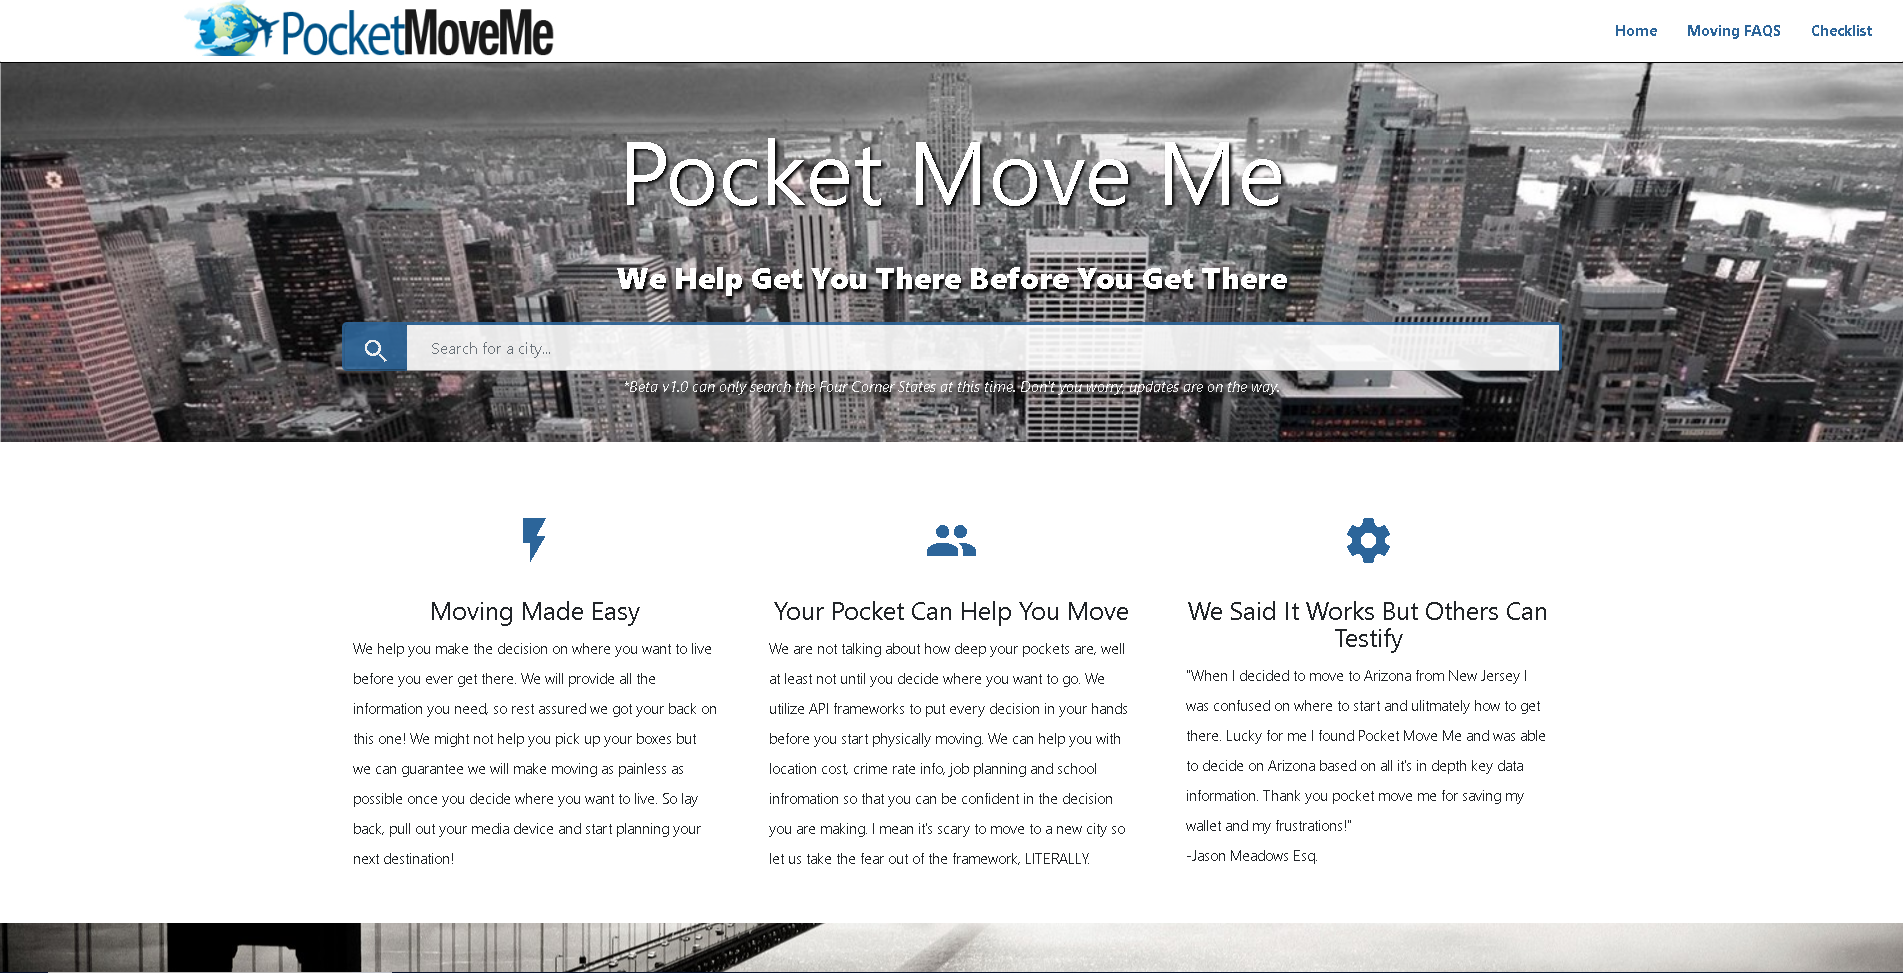 PocketMoveMe
Home
Moving FAQS
Checklist
Pocket Move Me
We Help Get You There Before You Get There
Search for a city...
*Beta v1.0 can only search the Four Corner States at this time. Don't you worry, updates are on the way.
Moving Made Easy
We help you make the decision on where you want to live
before you ever get there. We will provide all the
information you need, so rest assured we got your back on
this one! We might not help you pick up your boxes but
we can guarantee we will make moving as painless as
possible once you decide where you want to live. So lay
back, pull out your media device and start planning your
next destination!
Your Pocket Can Help You Move
We are not talking about how deep your pockets are, well
at least not until you decide where you want to go. We
utilize API frameworks to put every decision in your hands
before you start physically moving. We can help you with
location cost, crime rate info, job planning and school
infromation so that you can be confident in the decision
you are making. I mean it's scary to move to a new city so
let us take the fear out of the framework, LITERALLY.
We Said It Works But Others Can
Testify
"When I decided to move to Arizona from New Jersey I
was confused on where to start and ulitmately how to get
there. Lucky for me I found Pocket Move Me and was able
to decide on Arizona based on all it's in depth key data
information. Thank you pocket move me for saving my
wallet and my frustrations!"
-Jason Meadows Esq.